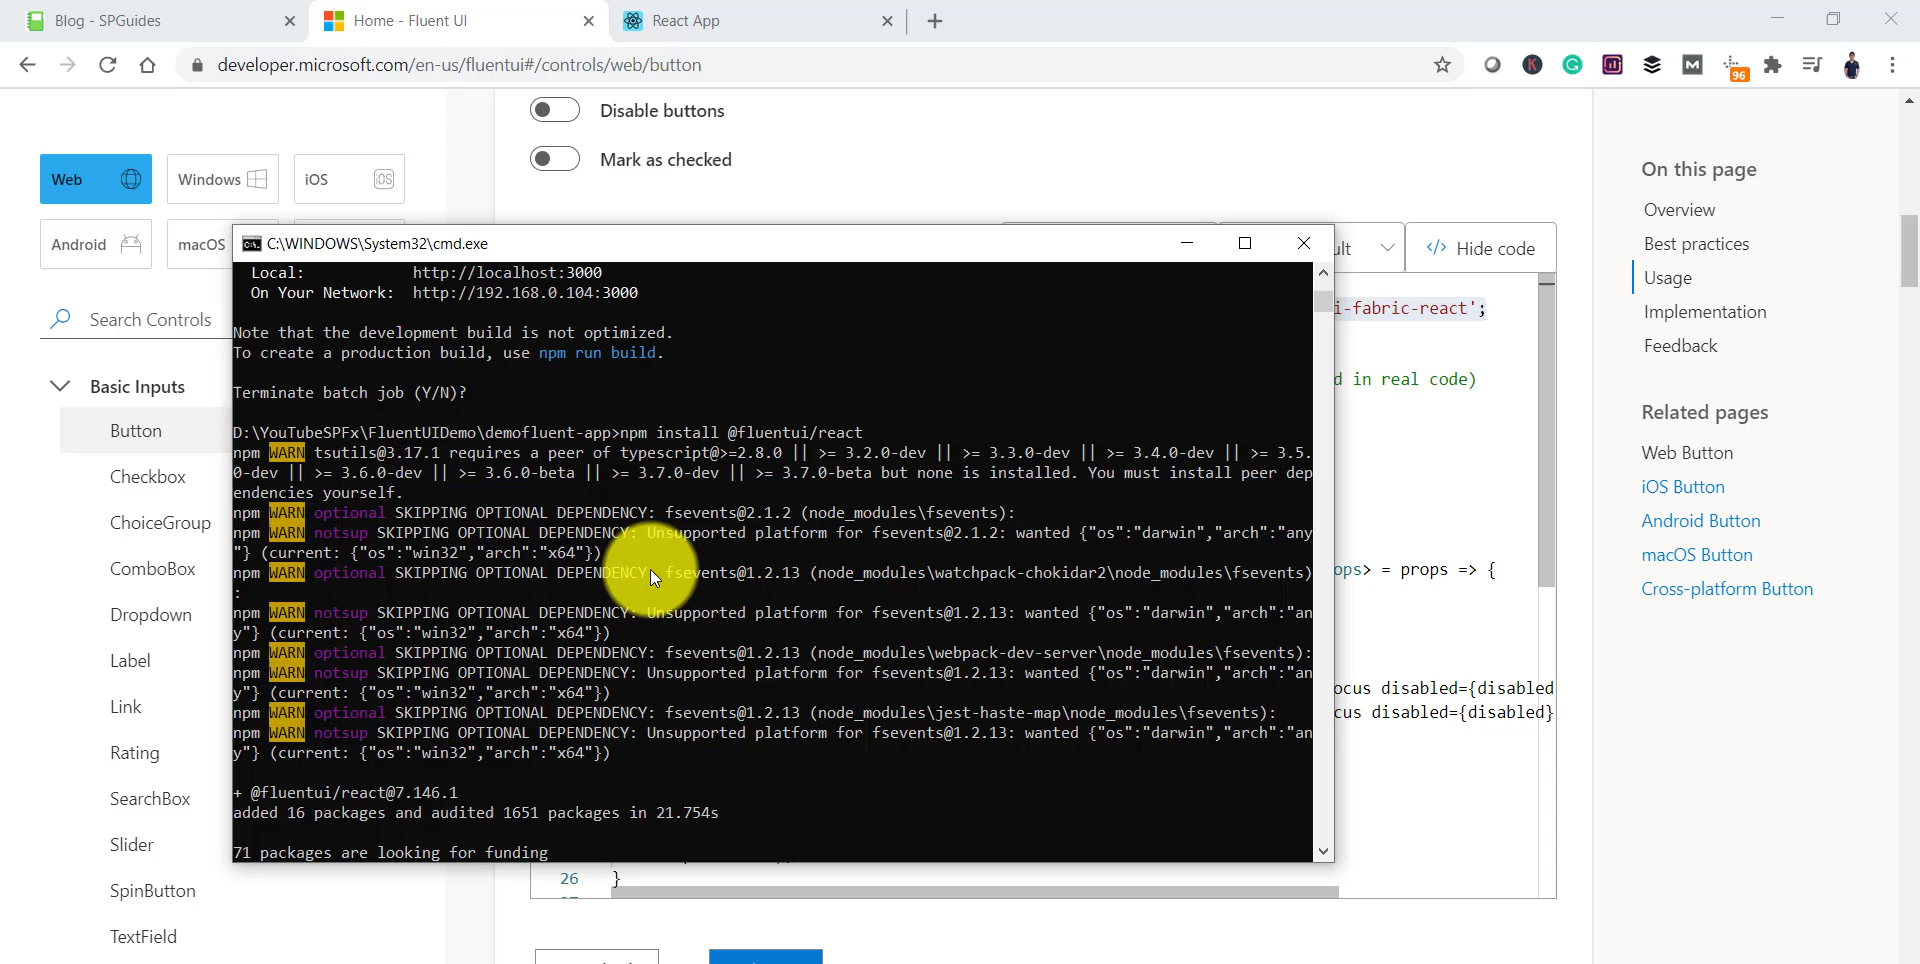 Blog - SPGuides
Home - Fluent UI
React App
developer.microsoft.com/en-us/fluentui#/controls/web/button
96
Web
Windows
iOS
iOS
Android
macOS
Search Controls
Basic Inputs
Button
Checkbox
ChoiceGroup
ComboBox
Dropdown
Label
Link
Rating
SearchBox
Slider
SpinButton
TextField
Disable buttons
Mark as checked
ult
</> Hide code
i-fabric-react';
d in real code)
ops> = props => {
ocus disabled={disabled
cus disabled={disabled}
26 }
C:\WINDOWS\System32\cmd.exe
Local: http://localhost:3000
On Your Network: http://192.168.0.104:3000
Note that the development build is not optimized.
To create a production build, use npm run build.
Terminate batch job (Y/N)?
D:\YouTubeSPFx\FluentUIDemo\demofluent-app>npm install @fluentui/react
npm WARN tsutils@3.17.1 requires a peer of typescript@>=2.8.0 || >= 3.2.0-dev || >= 3.3.0-dev || >= 3.4.0-dev || >= 3.5.
0-dev || >= 3.6.0-dev || >= 3.6.0-beta || >= 3.7.0-dev || >= 3.7.0-beta but none is installed. You must install peer dep
endencies yourself.
npm WARN optional SKIPPING OPTIONAL DEPENDENCY: fsevents@2.1.2 (node_modules\fsevents):
npm WARN notsup SKIPPING OPTIONAL DEPENDENCY: Unsupported platform for fsevents@2.1.2: wanted {"os":"darwin","arch":"any
"} (current: {"os":"win32","arch":"x64"})
npm WARN optional SKIPPING OPTIONAL DEPENDENCY: fsevents@1.2.13 (node_modules\watchpack-chokidar2\node_modules\fsevents)
:
npm WARN notsup SKIPPING OPTIONAL DEPENDENCY: Unsupported platform for fsevents@1.2.13: wanted {"os":"darwin","arch":"an
y"} (current: {"os":"win32","arch":"x64"})
npm WARN optional SKIPPING OPTIONAL DEPENDENCY: fsevents@1.2.13 (node_modules\webpack-dev-server\node_modules\fsevents):
npm WARN notsup SKIPPING OPTIONAL DEPENDENCY: Unsupported platform for fsevents@1.2.13: wanted {"os":"darwin","arch":"an
y"} (current: {"os":"win32","arch":"x64"})
npm WARN optional SKIPPING OPTIONAL DEPENDENCY: fsevents@1.2.13 (node_modules\jest-haste-map\node_modules\fsevents):
npm WARN notsup SKIPPING OPTIONAL DEPENDENCY: Unsupported platform for fsevents@1.2.13: wanted {"os":"darwin","arch":"an
y"} (current: {"os":"win32","arch":"x64"})
+ @fluentui/react@7.146.1
added 16 packages and audited 1651 packages in 21.754s
71 packages are looking for funding
On this page
Overview
Best practices
Usage
Implementation
Feedback
Related pages
Web Button
iOS Button
Android Button
macOS Button
Cross-platform Button